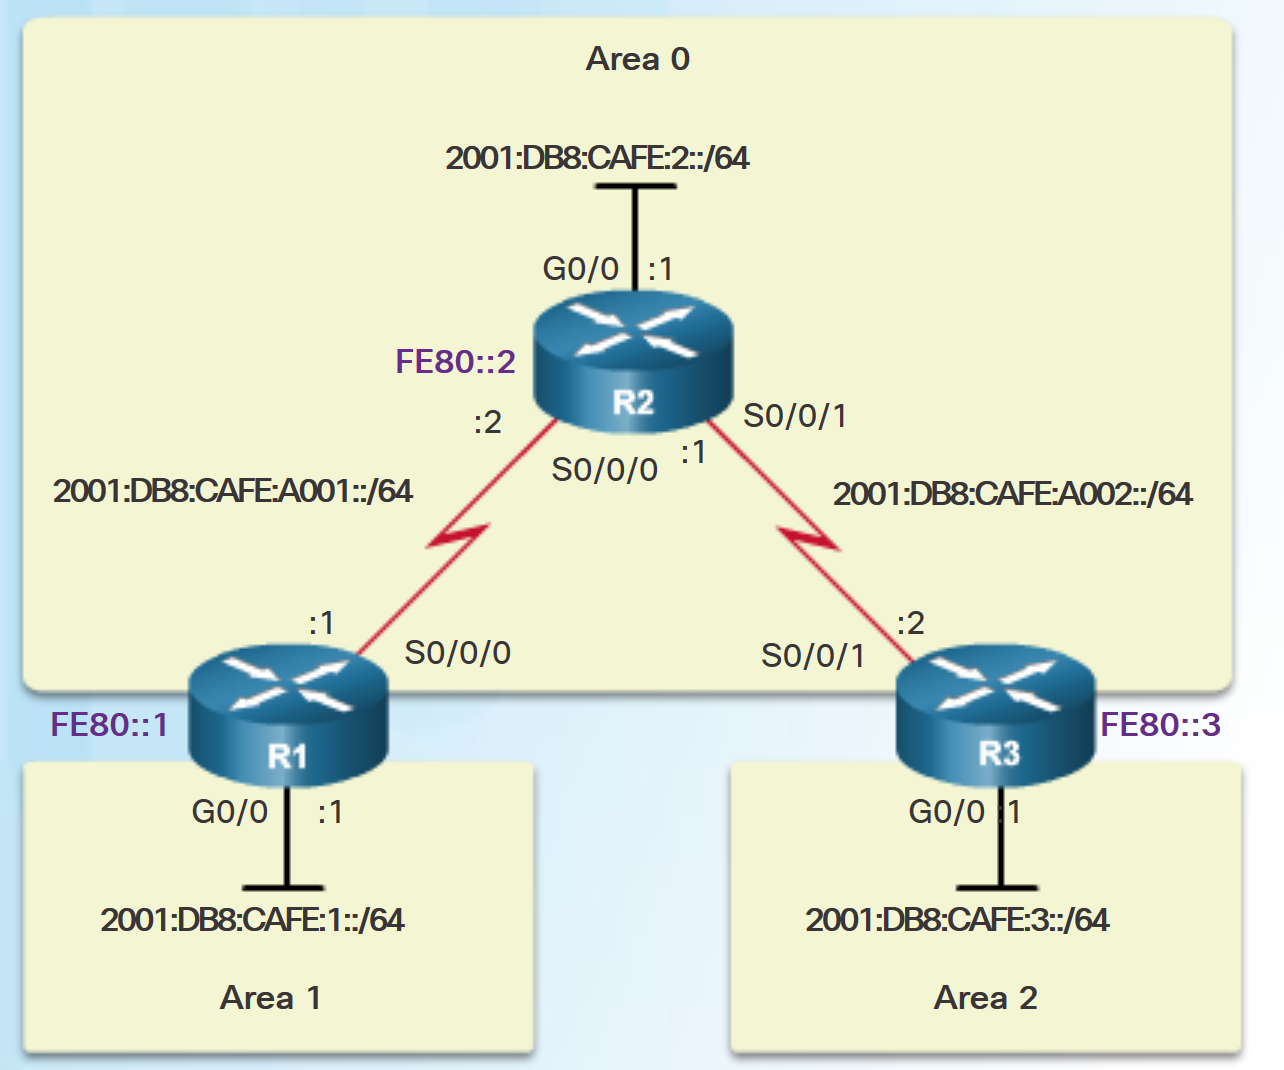 Area 0
2001:DB8:CAFE:2::/64
G0/0 :1
FE80::2
R2
:2
S0/0/1
S0/0/0
:1
2001:DB8:CAFE:A001::/64
2001:DB8:CAFE:A002::/64
:1
S0/0/0
:2
S0/0/1
FE80::1
R1
R3
FE80::3
G0/0 :1
G0/0 :1
2001:DB8:CAFE:1::/64
2001:DB8:CAFE:3::/64
Area 1
Area 2